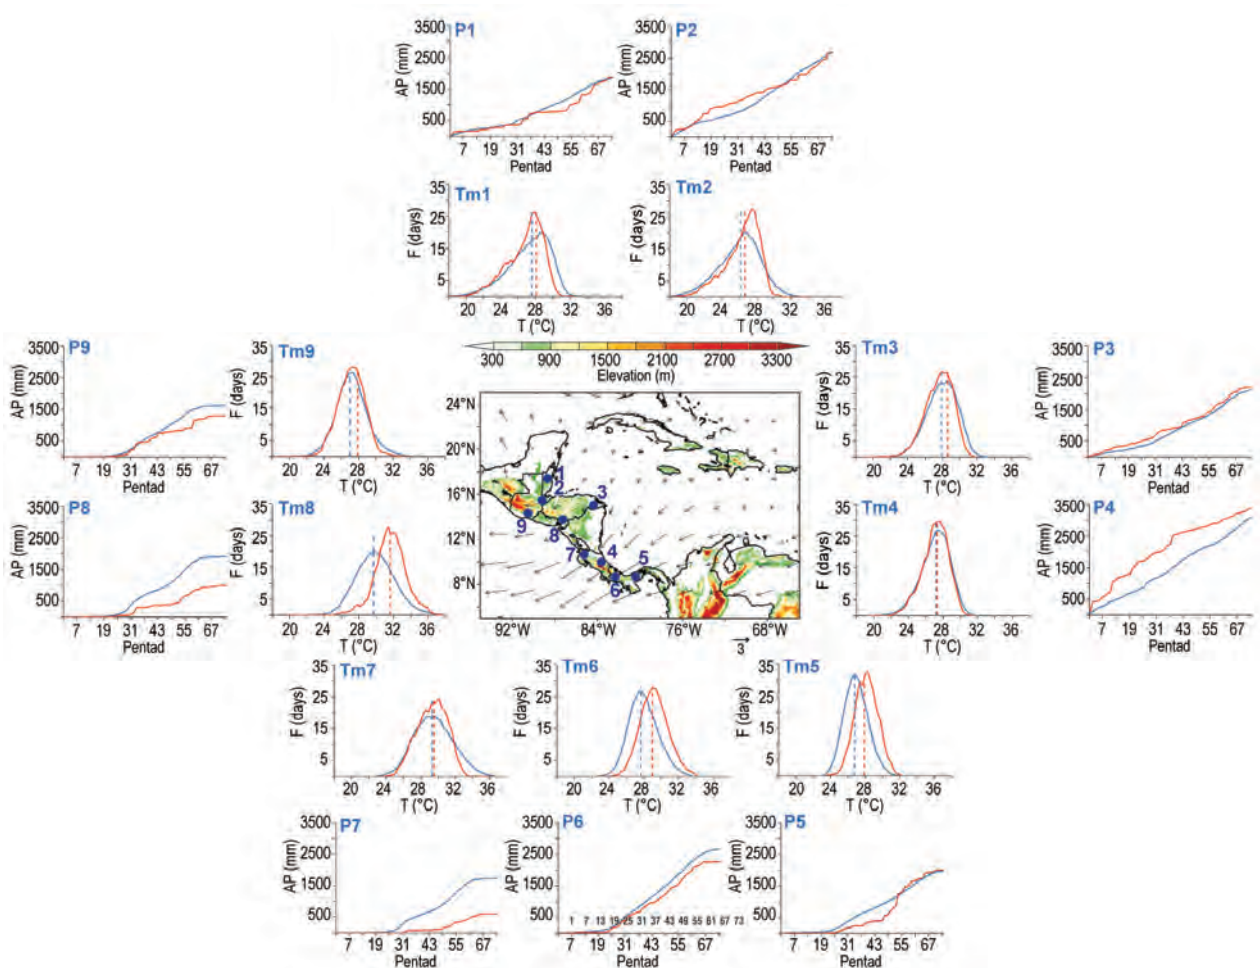 P1
3500
2500
1500
500
AP (mm)
7 19 31 43 55 67
Pentad
P2
3500
2500
1500
500
AP (mm)
7 19 31 43 55 67
Pentad
Tm1
35
25
15
5
F (days)
20 24 28 32 36
T (°C)
Tm2
35
25
15
5
F (days)
20 24 28 32 36
T (°C)
P9
3500
2500
1500
500
AP (mm)
7 19 31 43 55 67
Pentad
Tm9
35
25
15
5
F (days)
20 24 28 32 36
T (°C)
300 900 1500 2100 2700 3300
Elevation (m)
Tm3
35
25
15
5
F (days)
20 24 28 32 36
T (°C)
P3
3500
2500
1500
500
AP (mm)
7 19 31 43 55 67
Pentad
24°N
20°N
16°N
12°N
8°N
92°W 84°W 76°W 68°W
1
2
3
4
5
6
7
8
9
3
P8
3500
2500
1500
500
AP (mm)
7 19 31 43 55 67
Pentad
Tm8
35
25
15
5
F (days)
20 24 28 32 36
T (°C)
Tm4
35
25
15
5
F (days)
20 24 28 32 36
T (°C)
P4
3500
2500
1500
500
AP (mm)
7 19 31 43 55 67
Pentad
Tm7
35
25
15
5
F (days)
20 24 28 32 36
T (°C)
Tm6
35
25
15
5
F (days)
20 24 28 32 36
T (°C)
Tm5
35
25
15
5
F (days)
20 24 28 32 36
T (°C)
P7
3500
2500
1500
500
AP (mm)
7 19 31 43 55 67
Pentad
P6
3500
2500
1500
500
AP (mm)
1 7 13 19 25 31 37 43 49 55 61 67 73
7 19 31 43 55 67
Pentad
P5
3500
2500
1500
500
AP (mm)
7 19 31 43 55 67
Pentad